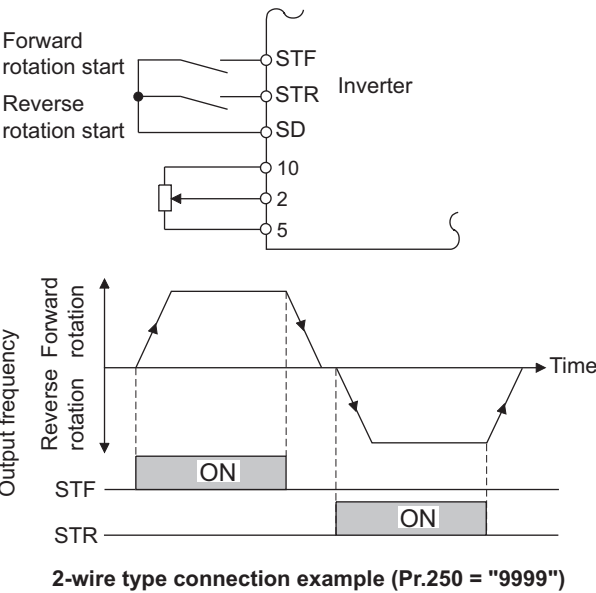 Forward
rotation start
Reverse
rotation start
STF
STR
SD
10
2
5
Inverter
Output frequency
Reverse Forward
rotation rotation
Time
ON
STF
ON
STR
2-wire type connection example (Pr.250 = "9999")